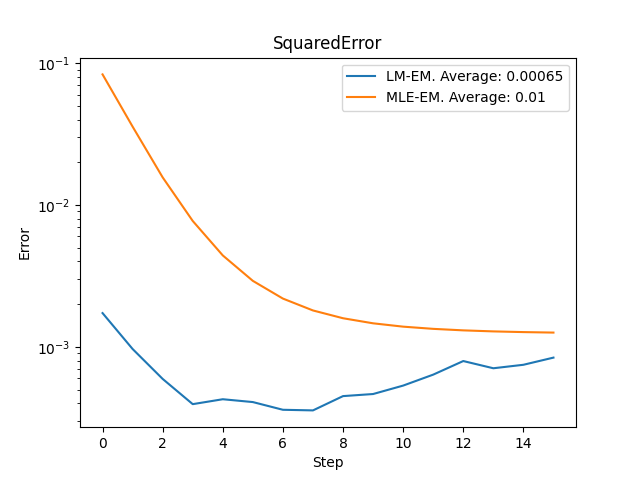 SquaredError
LM-EM. Average: 0.00065
MLE-EM. Average: 0.01
10⁻¹
10⁻²
10⁻³
Error
0 2 4 6 8 10 12 14
Step